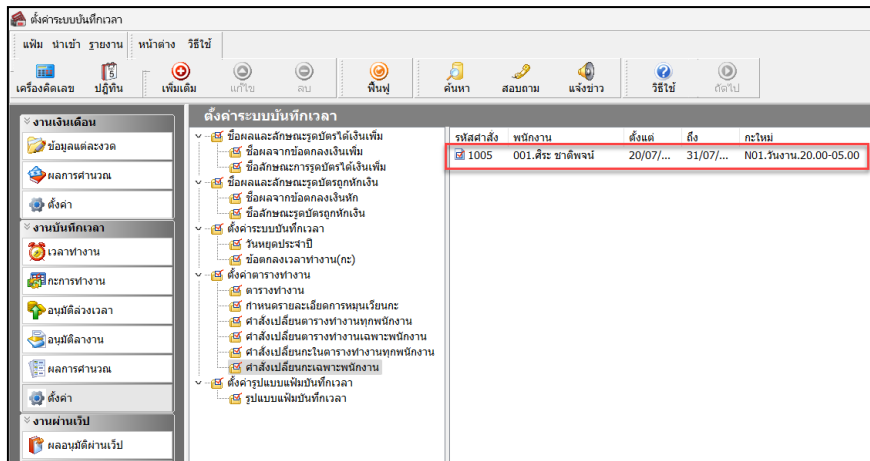 ตั้งค่าระบบบันทึกเวลา
แฟ้ม นำเข้า รายงาน หน้าต่าง วิธีใช้
เครื่องคิดเลข ปฏิทิน เพิ่มเติม แก้ไข ลบ ฟื้นฟู ค้นหา สอบถาม แจ้งข่าว วิธีใช้ ถัดไป
งานเงินเดือน
ข้อมูลแต่ละงวด
ผลการคำนวณ
ตั้งค่า
งานบันทึกเวลา
เวลาทำงาน
กะการทำงาน
อนุมัติล่วงเวลา
อนุมัติลางาน
ผลการคำนวณ
ตั้งค่า
งานผ่านเว็ป
ผลอนุมัติผ่านเว็ป
ตั้งค่าระบบบันทึกเวลา
ชื่อผลและลักษณะรูดบัตรได้เงินเพิ่ม
ชื่อผลจากข้อตกลงเงินเพิ่ม
ชื่อลักษณะการรูดบัตรได้เงินเพิ่ม
ชื่อผลและลักษณะรูดบัตรถูกหักเงิน
ชื่อผลจากข้อตกลงเงินหัก
ชื่อลักษณะรูดบัตรถูกหักเงิน
ตั้งค่าระบบบันทึกเวลา
วันหยุดประจำปี
ข้อตกลงเวลาทำงาน(กะ)
ตั้งค่าตารางทำงาน
ตารางทำงาน
กำหนดรายละเอียดการหมุนเวียนกะ
คำสั่งเปลี่ยนตารางทำงานทุกพนักงาน
คำสั่งเปลี่ยนตารางทำงานเฉพาะพนักงาน
คำสั่งเปลี่ยนกะในตารางทำงานทุกพนักงาน
คำสั่งเปลี่ยนกะเฉพาะพนักงาน
ตั้งค่ารูปแบบแฟ้มบันทึกเวลา
รูปแบบแฟ้มบันทึกเวลา
รหัสคำสั่ง พนักงาน ตั้งแต่ ถึง กะใหม่
1005 001.ศิระ ชาติพจน์ 20/07/... 31/07/... N01.วันงาน.20.00-05.00